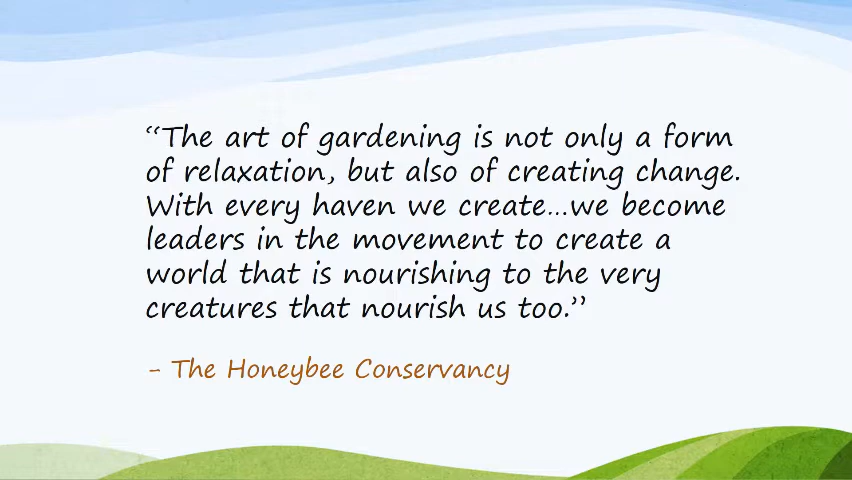 “The art of gardening is not only a form
of relaxation, but also of creating change.
With every haven we create…we become
leaders in the movement to create a
world that is nourishing to the very
creatures that nourish us too.”
- The Honeybee Conservancy